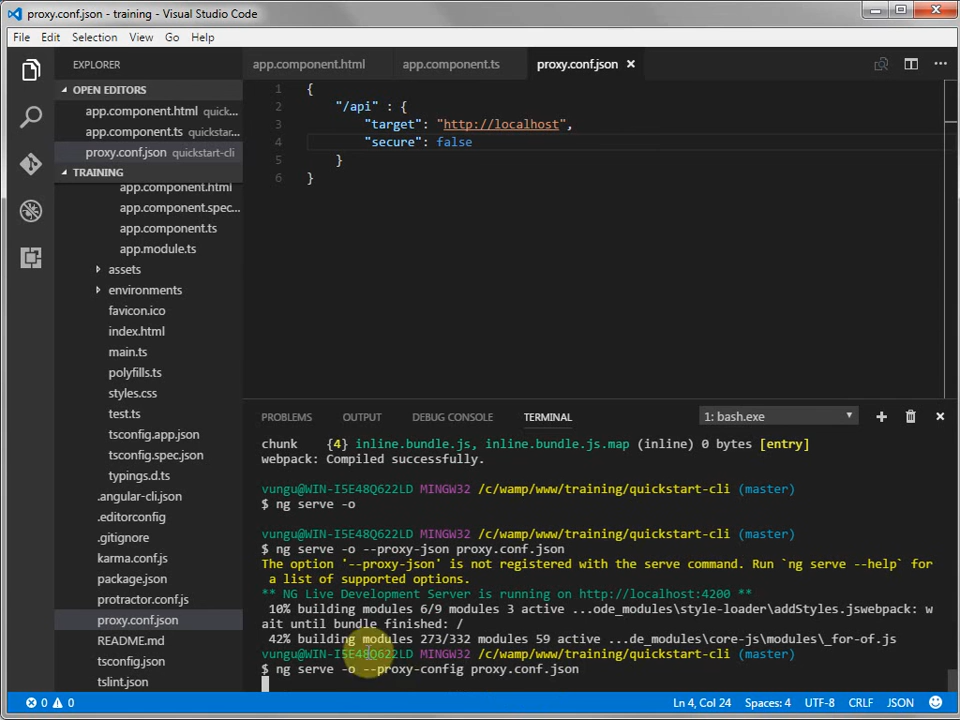 proxy.conf.json - training - Visual Studio Code
File Edit Selection View Go Help
EXPLORER
OPEN EDITORS
app.component.html quick...
app.component.ts quickstar...
proxy.conf.json quickstart-cli
TRAINING
app.component.html
app.component.spec...
app.component.ts
app.module.ts
assets
environments
favicon.ico
index.html
main.ts
polyfills.ts
styles.css
test.ts
tsconfig.app.json
tsconfig.spec.json
typings.d.ts
.angular-cli.json
.editorconfig
.gitignore
karma.conf.js
package.json
protractor.conf.js
proxy.conf.json
README.md
tsconfig.json
tslint.json
app.component.html app.component.ts proxy.conf.json
1 {
2 "/api" : {
3 "target": "http://localhost",
4 "secure": false
5 }
6 }
PROBLEMS OUTPUT DEBUG CONSOLE TERMINAL 1: bash.exe
chunk {4} inline.bundle.js, inline.bundle.js.map (inline) 0 bytes [entry]
webpack: Compiled successfully.
vungu@WIN-I5E48Q622LD MINGW32 /c/wamp/www/training/quickstart-cli (master)
$ ng serve -o
vungu@WIN-I5E48Q622LD MINGW32 /c/wamp/www/training/quickstart-cli (master)
$ ng serve -o --proxy-json proxy.conf.json
The option '--proxy-json' is not registered with the serve command. Run `ng serve --help` for
a list of supported options.
** NG Live Development Server is running on http://localhost:4200 **
10% building modules 6/9 modules 3 active ...ode_modules\style-loader\addStyles.jswebpack: w
ait until bundle finished: /
42% building modules 273/332 modules 59 active ...de_modules\core-js\modules\_for-of.js
vungu@WIN-I5E48Q622LD MINGW32 /c/wamp/www/training/quickstart-cli (master)
$ ng serve -o --proxy-config proxy.conf.json
0 0 Ln 4, Col 24 Spaces: 4 UTF-8 CRLF JSON